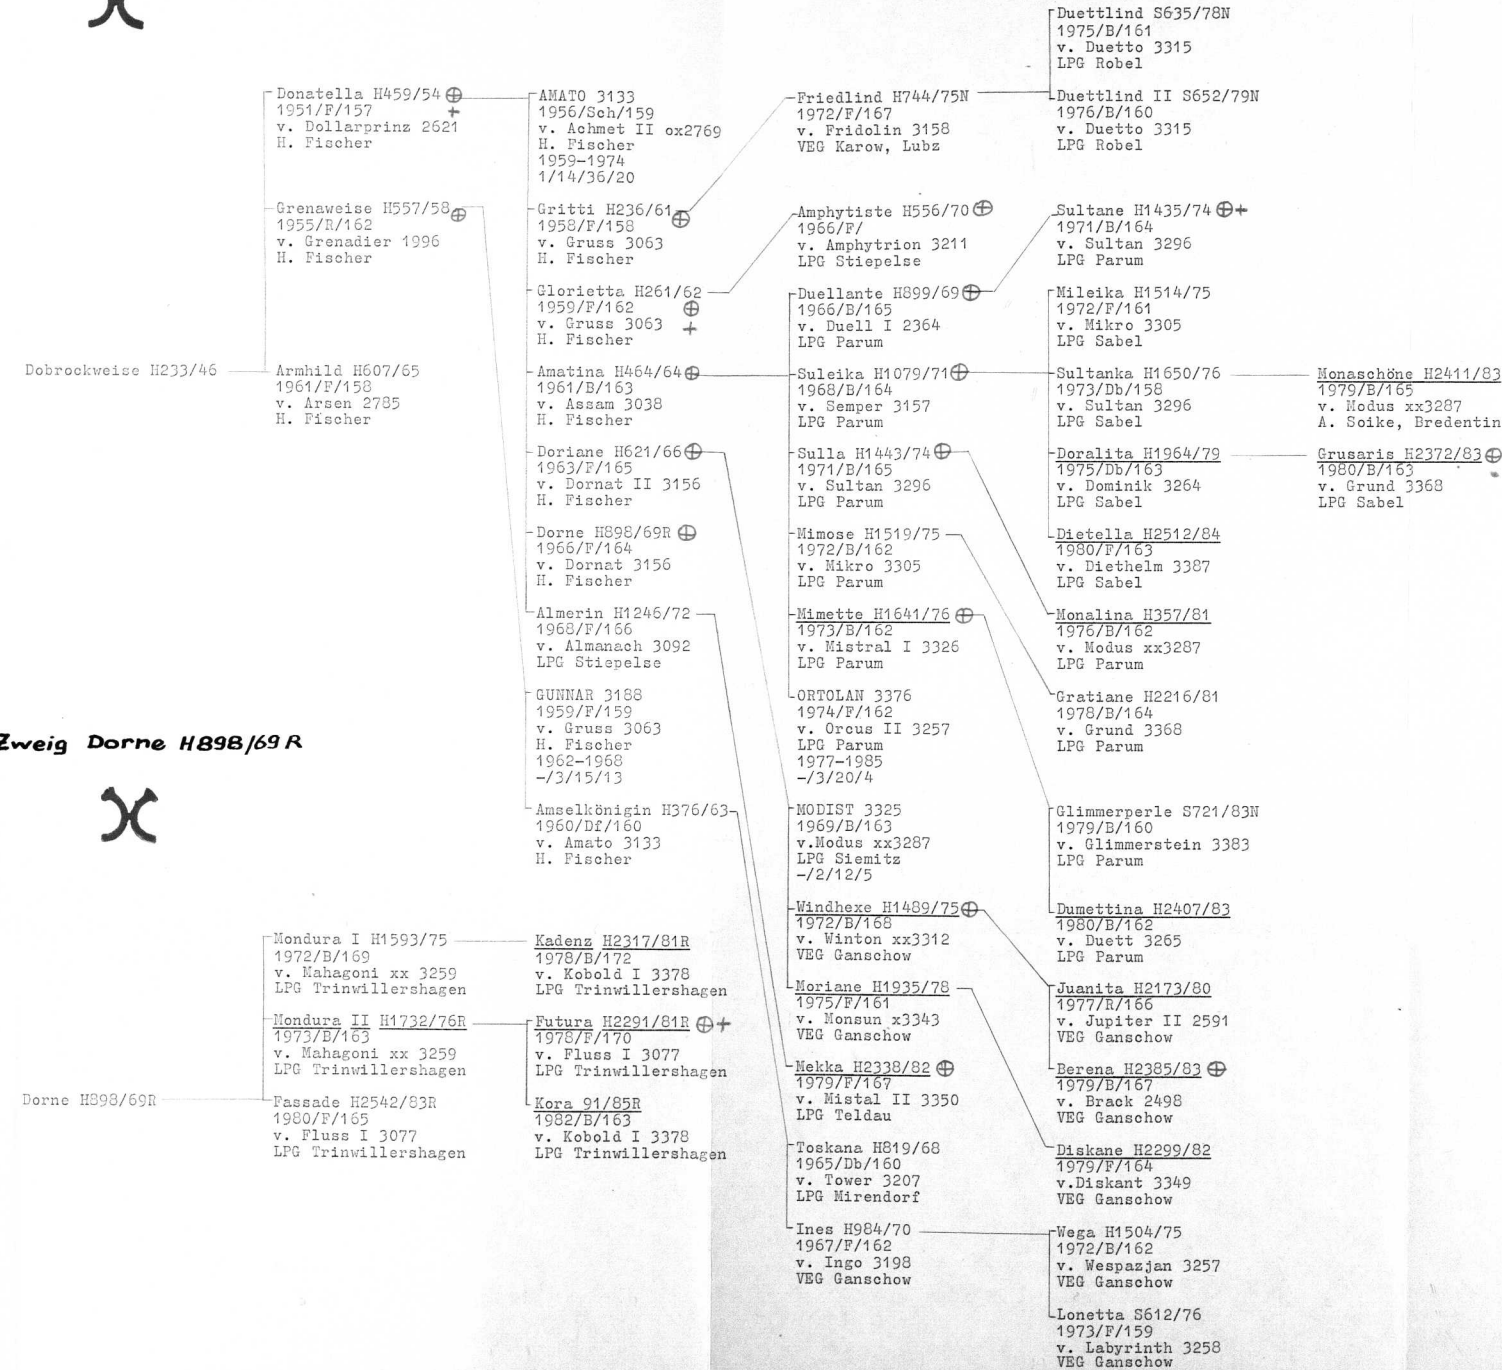 Dobrockweise H233/46
Donatella H459/54
1951/F/157
v. Dollarprinz 2621
H. Fischer
Grenaweise H557/58
1955/R/162
v. Grenadier 1996
H. Fischer
Armhild H607/65
1961/F/158
v. Arsen 2785
H. Fischer
AMATO 3133
1956/Sch/159
v. Achmet II ox2769
H. Fischer
1959-1974
1/14/36/20
Gritti H236/61
1958/F/158
v. Gruss 3063
H. Fischer
Glorietta H261/62
1959/F/162
v. Gruss 3063
H. Fischer
Amatina H464/64
1961/B/163
v. Assam 3038
H. Fischer
Doriane H621/66
1963/F/165
v. Dornat II 3156
H. Fischer
Dorne H898/69R
1966/F/164
v. Dornat 3156
H. Fischer
Almerin H1246/72
1968/F/166
v. Almanach 3092
LPG Stiepelse
GUNNAR 3188
1959/F/159
v. Gruss 3063
H. Fischer
1962-1968
-/3/15/13
Amselkönigin H376/63
1960/Df/160
v. Amato 3133
H. Fischer
Friedlind H744/75N
1972/F/167
v. Fridolin 3158
VEG Karow, Lubz
Amphytiste H556/70
1966/F/
v. Amphytrion 3211
LPG Stiepelse
Duellante H899/69
1966/B/165
v. Duell I 2364
LPG Parum
Suleika H1079/71
1968/B/164
v. Semper 3157
LPG Parum
Sulla H1443/74
1971/B/165
v. Sultan 3296
LPG Parum
Mimose H1519/75
1972/B/162
v. Mikro 3305
LPG Parum
Mimette H1641/76
1973/B/162
v. Mistral I 3326
LPG Parum
ORTOLAN 3376
1974/F/162
v. Orcus II 3257
LPG Parum
1977-1985
-/3/20/4
MODIST 3325
1969/B/163
v.Modus xx3287
LPG Siemitz
-/2/12/5
Windhexe H1489/75
1972/B/168
v. Winton xx3312
VEG Ganschow
Moriane H1935/78
1975/F/161
v. Monsun x3343
VEG Ganschow
Mekka H2338/82
1979/F/167
v. Mistal II 3350
LPG Teldau
Toskana H819/68
1965/Db/160
v. Tower 3207
LPG Mirendorf
Ines H984/70
1967/F/162
v. Ingo 3198
VEG Ganschow
Duettlind S635/78N
1975/B/161
v. Duetto 3315
LPG Robel
Duettlind II S652/79N
1976/B/160
v. Duetto 3315
LPG Robel
Sultane H1435/74
1971/B/164
v. Sultan 3296
LPG Parum
Mileika H1514/75
1972/F/161
v. Mikro 3305
LPG Sabel
Sultanka H1650/76
1973/Db/158
v. Sultan 3296
LPG Sabel
Doralita H1964/79
1975/Db/163
v. Dominik 3264
LPG Sabel
Dietella H2512/84
1980/F/163
v. Diethelm 3387
LPG Sabel
Monalina H357/81
1976/B/162
v. Modus xx3287
LPG Parum
Gratiane H2216/81
1978/B/164
v. Grund 3368
LPG Parum
Glimmerperle S721/83N
1979/B/160
v. Glimmerstein 3383
LPG Parum
Dumettina H2407/83
1980/B/162
v. Duett 3265
LPG Parum
Juanita H2173/80
1977/R/166
v. Jupiter II 2591
VEG Ganschow
Berena H2385/83
1979/B/167
v. Brack 2498
VEG Ganschow
Diskane H2299/82
1979/F/164
v.Diskant 3349
VEG Ganschow
Wega H1504/75
1972/B/162
v. Wespazjan 3257
VEG Ganschow
Lonetta S612/76
1973/F/159
v. Labyrinth 3258
VEG Ganschow
Monaschöne H2411/83
1979/B/165
v. Modus xx3287
A. Soike, Bredentin
Grusaris H2372/83
1980/B/163
v. Grund 3368
LPG Sabel
Zweig Dorne H898/69 R
Dorne H898/69R
Mondura I H1593/75
1972/B/169
v. Mahagoni xx 3259
LPG Trinwillershagen
Mondura II H1732/76R
1973/B/163
v. Mahagoni xx 3259
LPG Trinwillershagen
Fassade H2542/83R
1980/F/165
v. Fluss I 3077
LPG Trinwillershagen
Kadenz H2317/81R
1978/B/172
v. Kobold I 3378
LPG Trinwillershagen
Futura H2291/81R
1978/F/170
v. Fluss I 3077
LPG Trinwillershagen
Kora 91/85R
1982/B/163
v. Kobold I 3378
LPG Trinwillershagen